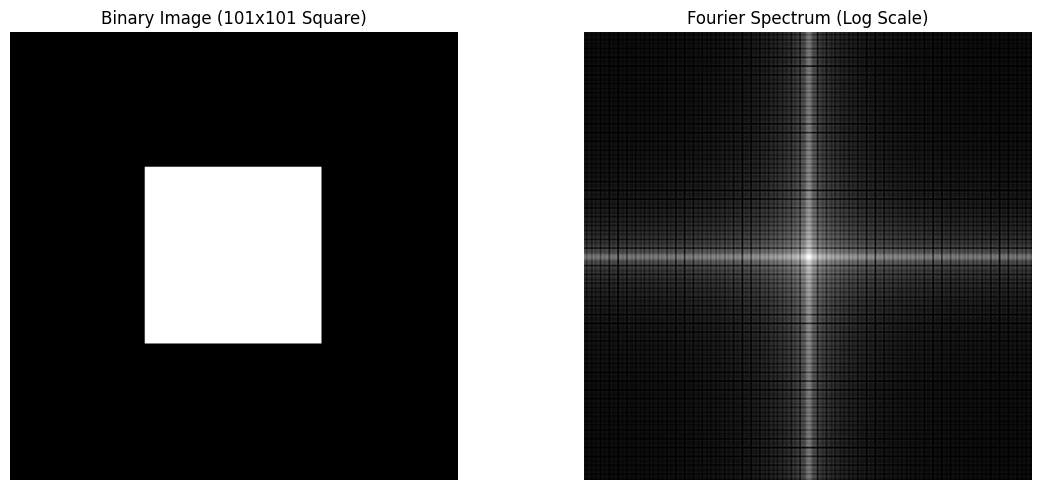 Binary Image (101x101 Square)
Fourier Spectrum (Log Scale)